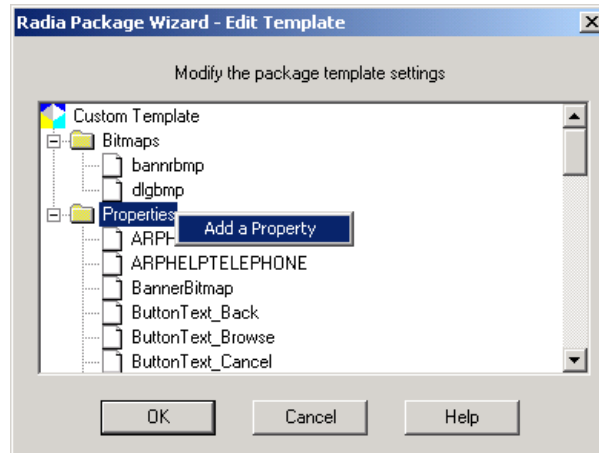 Radia Package Wizard - Edit Template
Modify the package template settings
Custom Template
Bitmaps
bannrbmp
dlgbmp
Properties
Add a Property
ARPH
ARPHELPTELEPHONE
BannerBitmap
ButtonText_Back
ButtonText_Browse
ButtonText_Cancel
OK Cancel Help